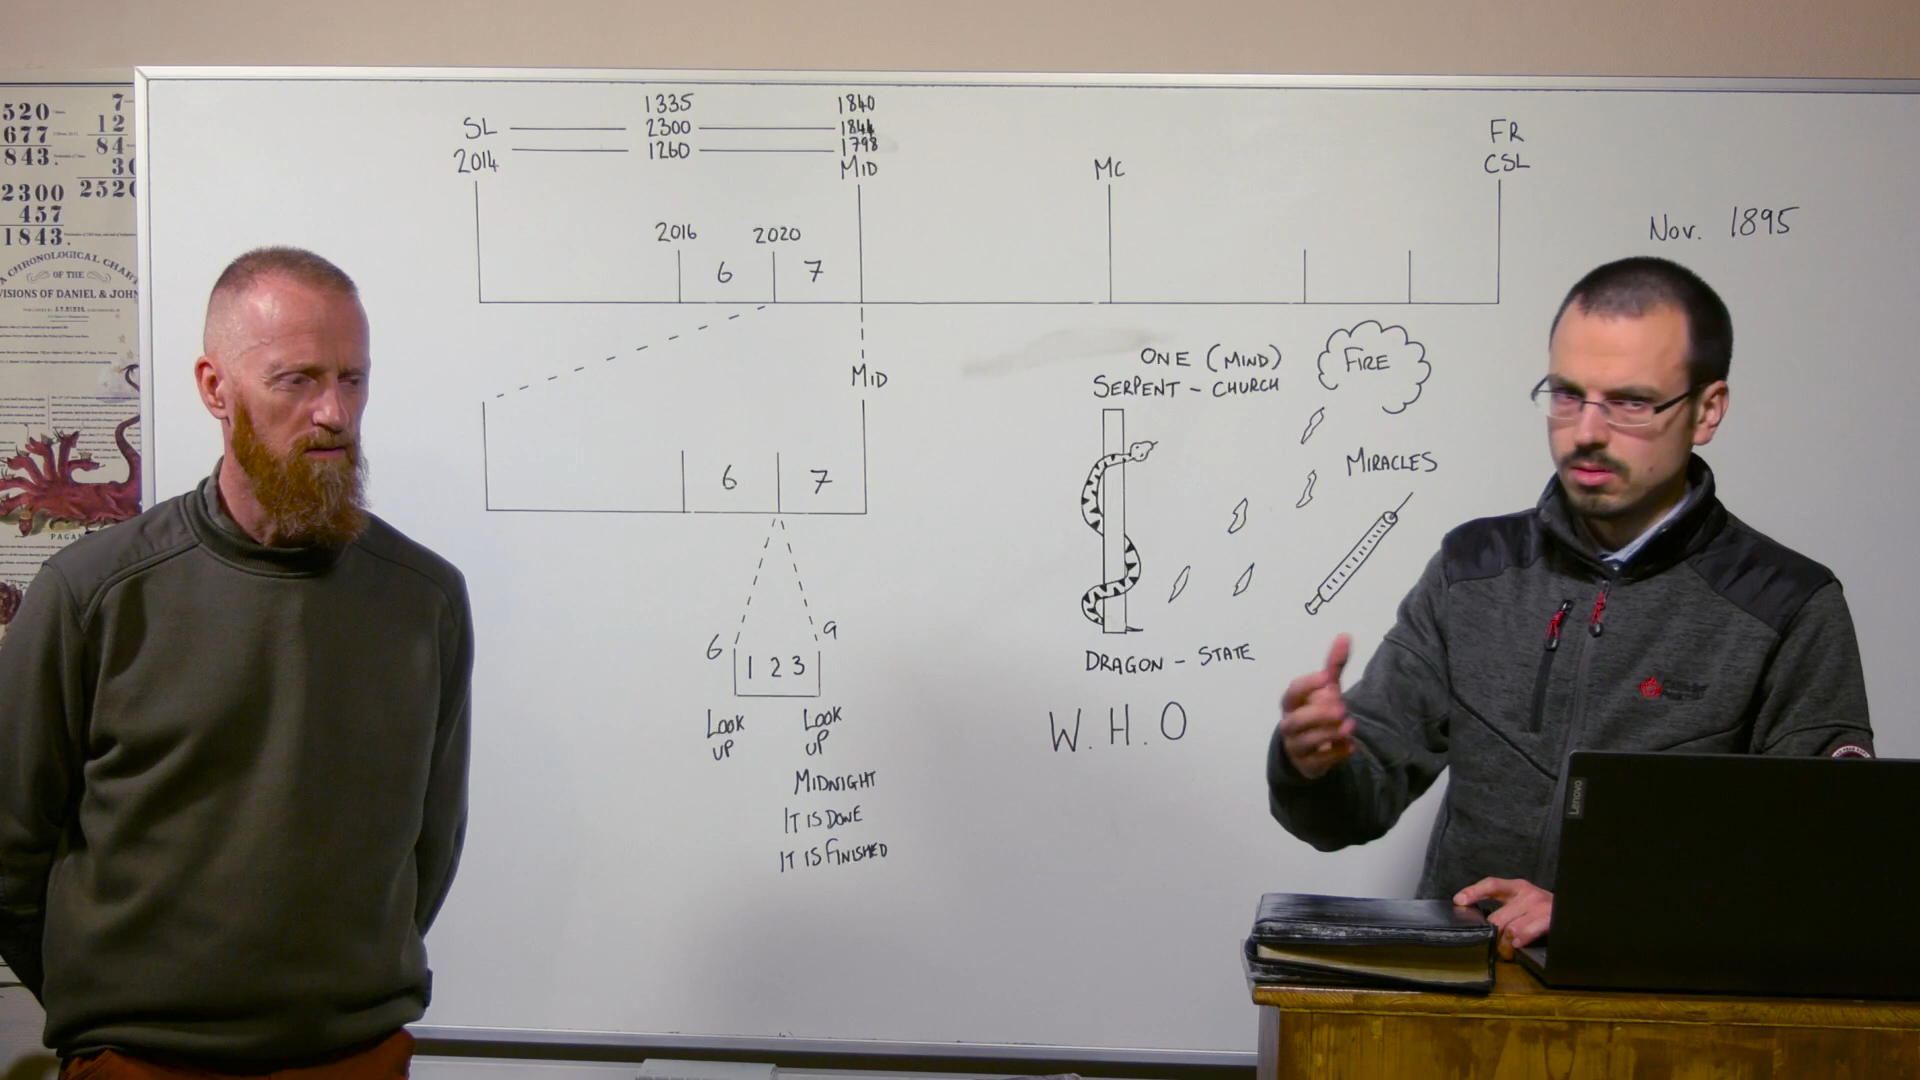 520
677
843.
2300
457
1843.
7
12
84
30
2520
A CHRONOLOGICAL CHART
OF THE
VISIONS OF DANIEL & JOHN
PAGAN
1335
1840
SL
2300
1844
2014
1260
1798
MID
MC
FR
CSL
Nov. 1895
2016
2020
6
7
MID
6
7
6
9
1 2 3
LOOK
UP
LOOK
UP
MIDNIGHT
IT IS DONE
IT IS FINISHED
ONE (MIND)
SERPENT - CHURCH
FIRE
MIRACLES
DRAGON - STATE
W. H. O
Lenovo